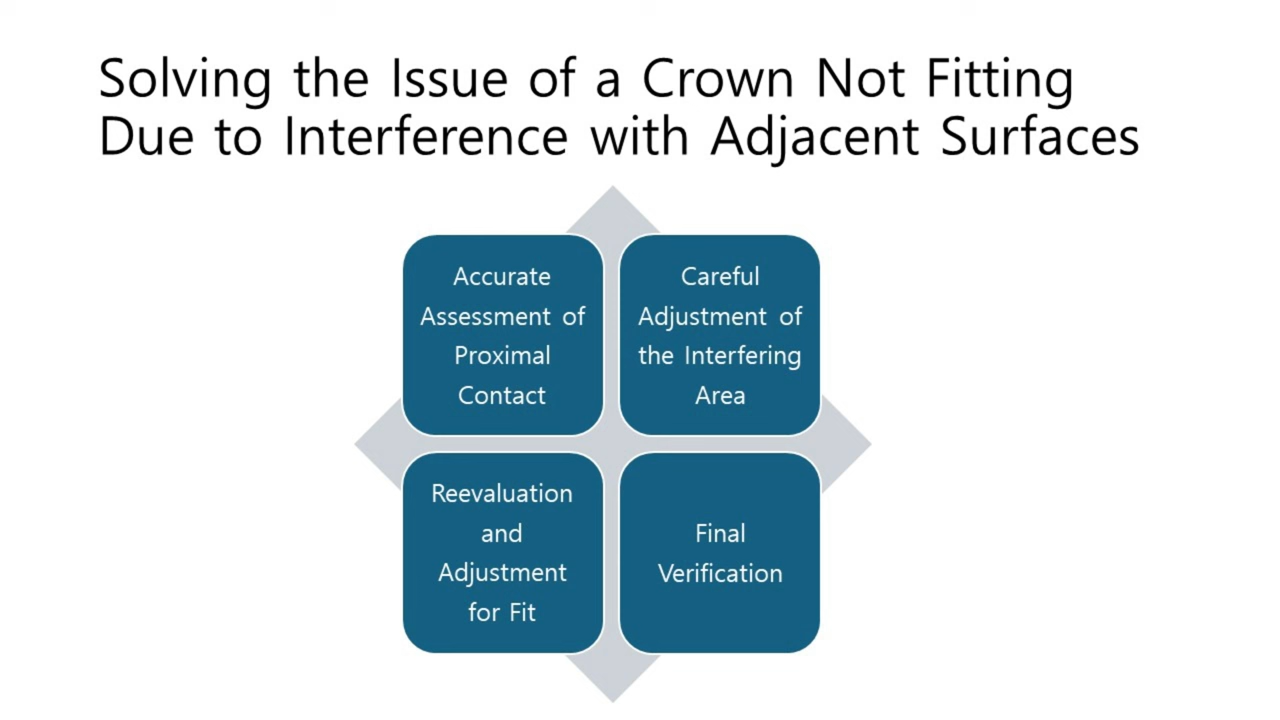 Solving the Issue of a Crown Not Fitting
Due to Interference with Adjacent Surfaces
Accurate
Assessment of
Proximal
Contact
Careful
Adjustment of
the Interfering
Area
Reevaluation
and
Adjustment
for Fit
Final
Verification